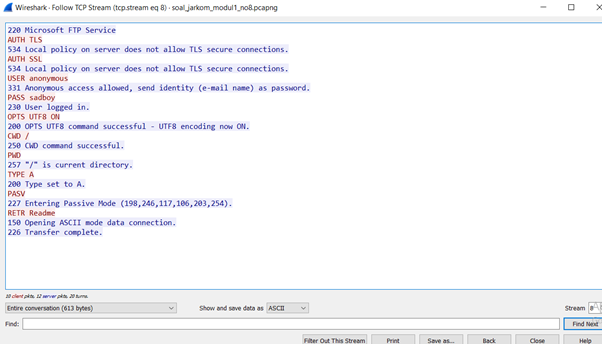 Wireshark · Follow TCP Stream (tcp.stream eq 8) · soal_jarkom_modul1_no8.pcapng
220 Microsoft FTP Service
AUTH TLS
534 Local policy on server does not allow TLS secure connections.
AUTH SSL
534 Local policy on server does not allow TLS secure connections.
USER anonymous
331 Anonymous access allowed, send identity (e-mail name) as password.
PASS sadboy
230 User logged in.
OPTS UTF8 ON
200 OPTS UTF8 command successful - UTF8 encoding now ON.
CWD /
250 CWD command successful.
PWD
257 "/" is current directory.
TYPE A
200 Type set to A.
PASV
227 Entering Passive Mode (198,246,117,106,203,254).
RETR Readme
150 Opening ASCII mode data connection.
226 Transfer complete.
10 client pkts, 12 server pkts, 20 turns.
Entire conversation (613 bytes) Show and save data as ASCII Stream 8
Find: Find Next
Filter Out This Stream Print Save as... Back Close Help